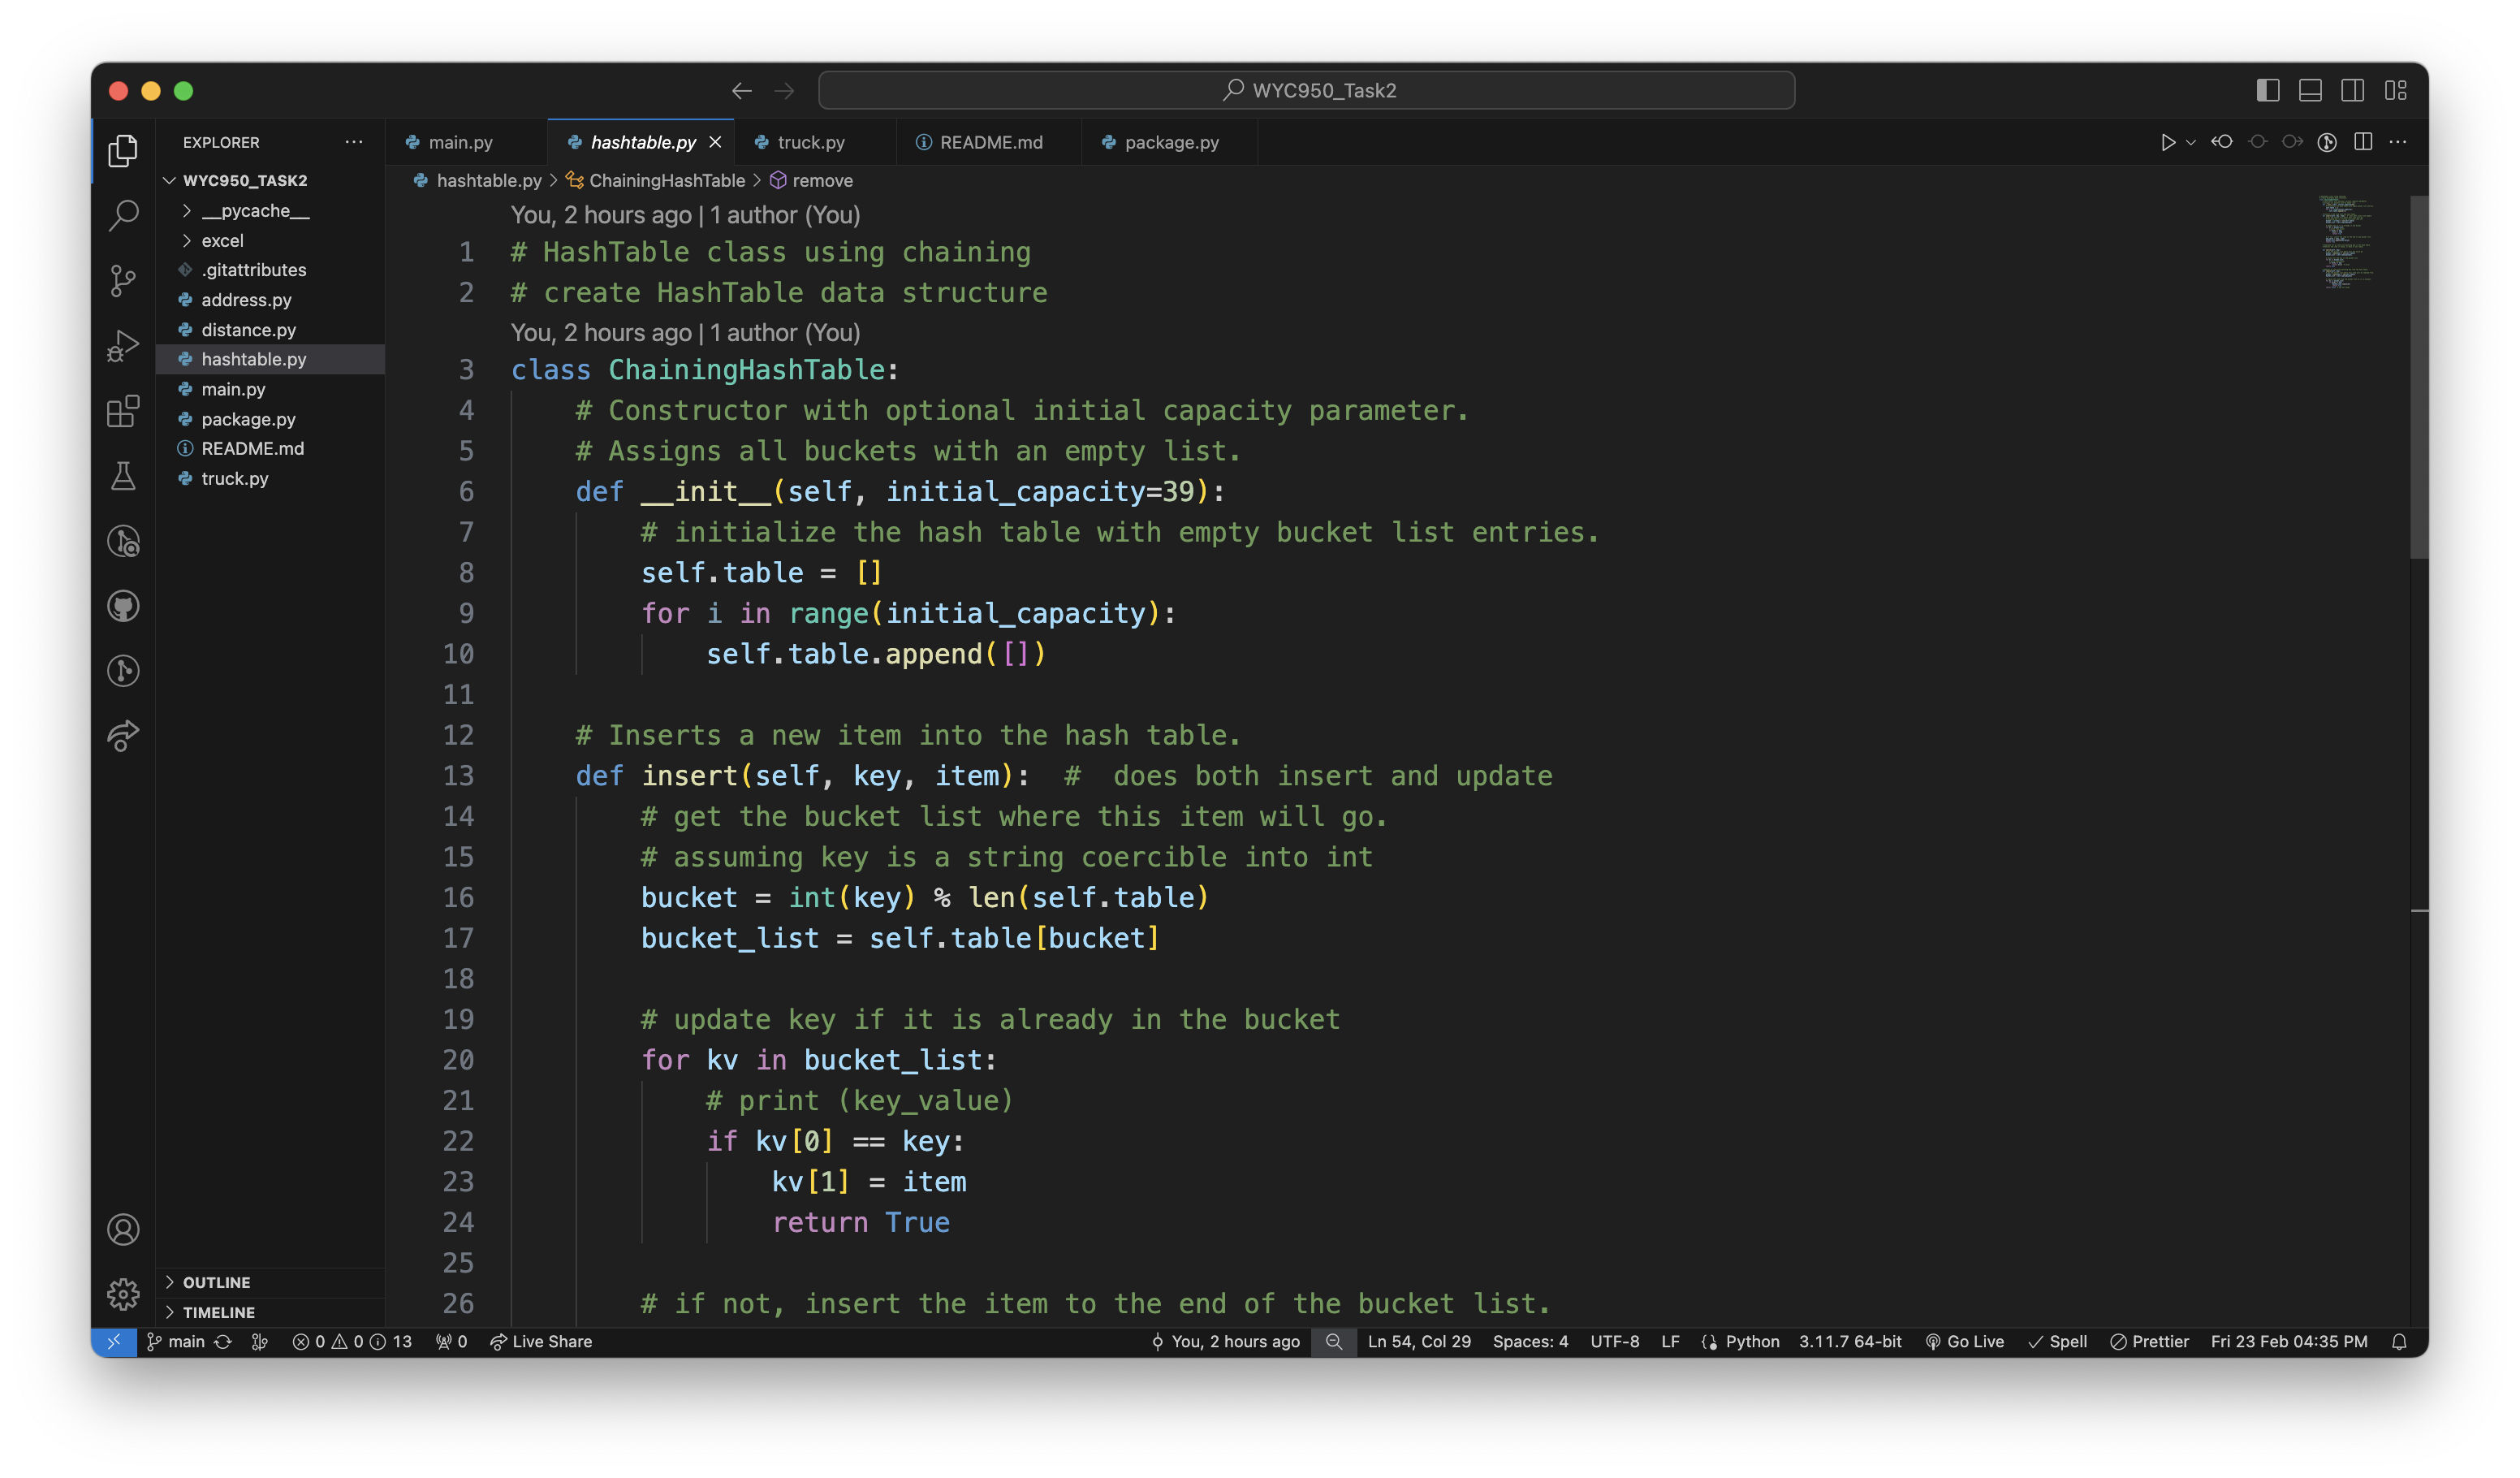 WYC950_Task2
EXPLORER
main.py
hashtable.py
truck.py
README.md
package.py
WYC950_TASK2
__pycache__
excel
.gitattributes
address.py
distance.py
hashtable.py
main.py
package.py
README.md
truck.py
OUTLINE
TIMELINE
hashtable.py > ChainingHashTable > remove
You, 2 hours ago | 1 author (You)
1 # HashTable class using chaining
2 # create HashTable data structure
You, 2 hours ago | 1 author (You)
3 class ChainingHashTable:
4 # Constructor with optional initial capacity parameter.
5 # Assigns all buckets with an empty list.
6 def __init__(self, initial_capacity=39):
7 # initialize the hash table with empty bucket list entries.
8 self.table = []
9 for i in range(initial_capacity):
10 self.table.append([])
11
12 # Inserts a new item into the hash table.
13 def insert(self, key, item):  #  does both insert and update
14 # get the bucket list where this item will go.
15 # assuming key is a string coercible into int
16 bucket = int(key) % len(self.table)
17 bucket_list = self.table[bucket]
18
19 # update key if it is already in the bucket
20 for kv in bucket_list:
21 # print (key_value)
22 if kv[0] == key:
23 kv[1] = item
24 return True
25
26 # if not, insert the item to the end of the bucket list.
main 0 0 13 0 Live Share You, 2 hours ago Ln 54, Col 29 Spaces: 4 UTF-8 LF Python 3.11.7 64-bit Go Live Spell Prettier Fri 23 Feb 04:35 PM